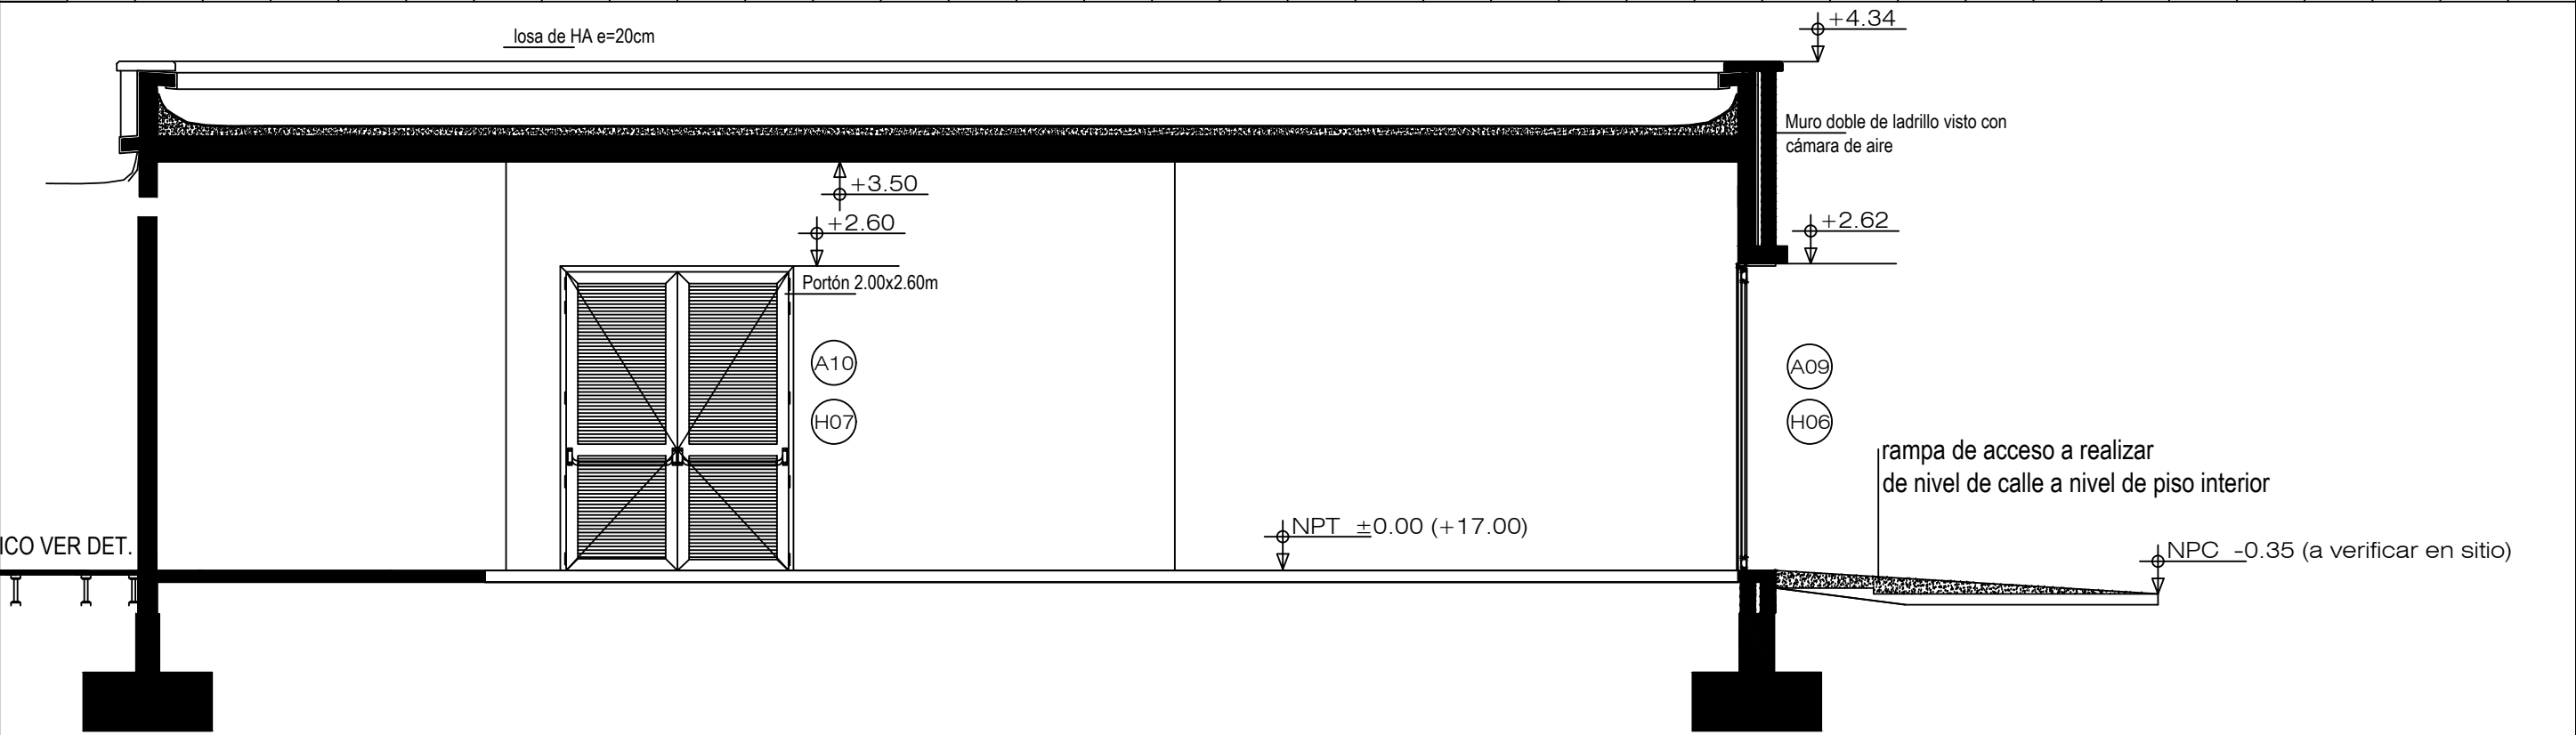 losa de HA e=20cm
+4.34
Muro doble de ladrillo visto con
cámara de aire
+3.50
+2.60
+2.62
Portón 2.00x2.60m
A10
H07
A09
H06
rampa de acceso a realizar
de nivel de calle a nivel de piso interior
NPT ±0.00 (+17.00)
ICO VER DET.
NPC -0.35 (a verificar en sitio)